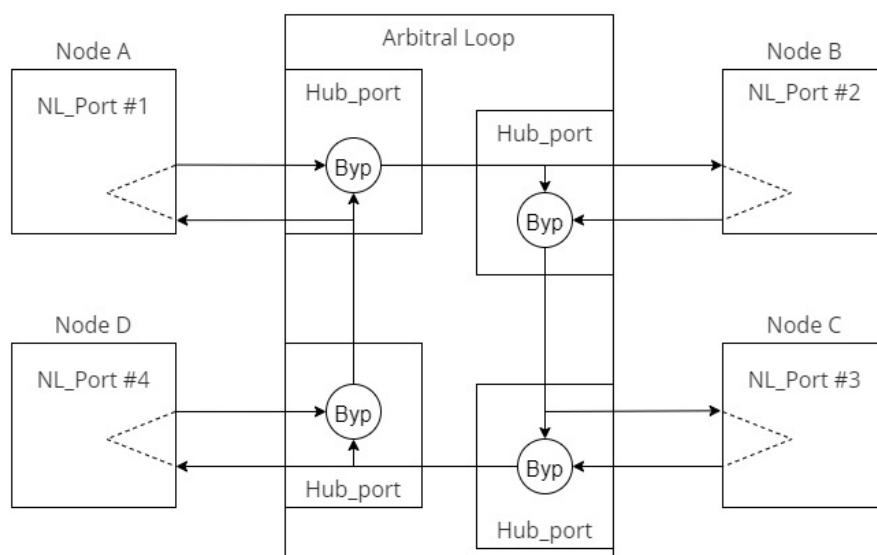 Arbitral Loop
Node A
Node B
NL_Port #1
Hub_port
NL_Port #2
Hub_port
Byp
Byp
Node D
Node C
NL_Port #4
NL_Port #3
Byp
Byp
Hub_port
Hub_port